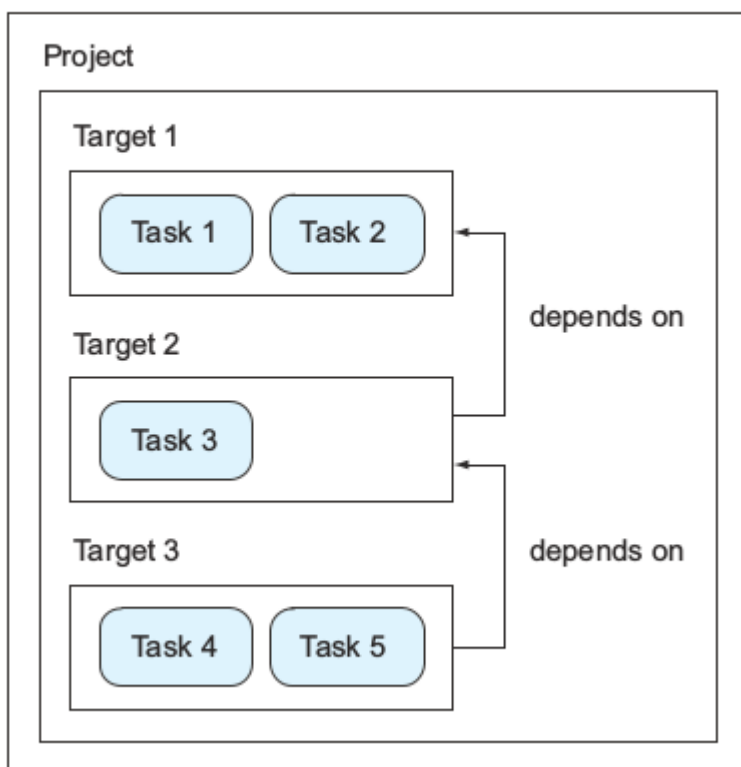 Project
Target 1
Task 1
Task 2
depends on
Target 2
Task 3
depends on
Target 3
Task 4
Task 5